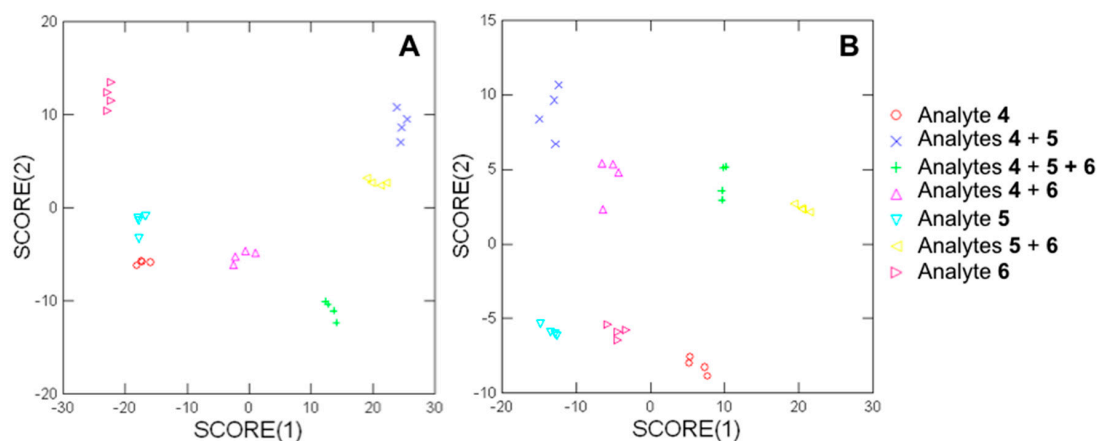 A
B
SCORE(2)
20
10
0
-10
-20
-30
-20
-10
0
10
20
30
SCORE(1)
SCORE(2)
15
10
5
0
-5
-10
-20
-10
0
10
20
30
SCORE(1)
Analyte 4
Analytes 4 + 5
Analytes 4 + 5 + 6
Analytes 4 + 6
Analyte 5
Analytes 5 + 6
Analyte 6